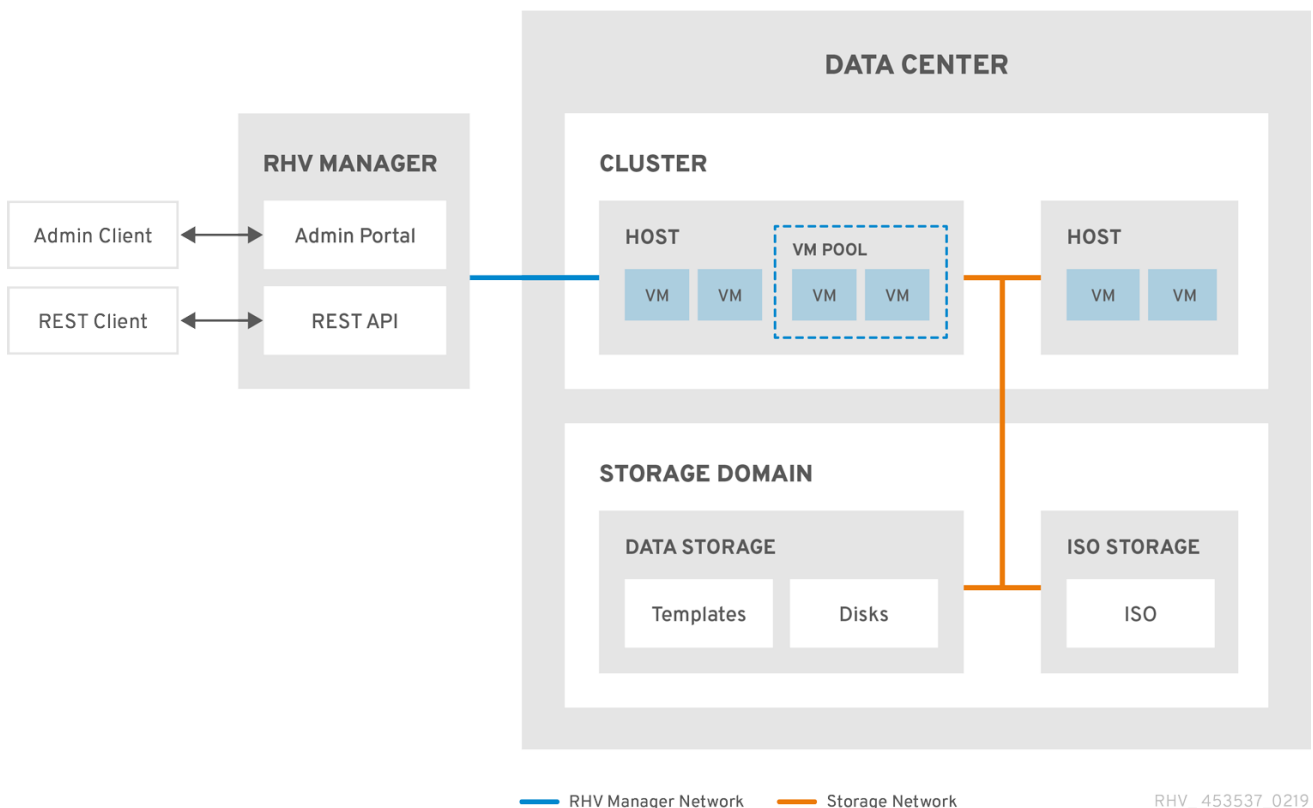 DATA CENTER
RHV MANAGER
Admin Client
Admin Portal
REST Client
REST API
CLUSTER
HOST
VM
VM
VM POOL
VM
VM
HOST
VM
VM
STORAGE DOMAIN
DATA STORAGE
Templates
Disks
ISO STORAGE
ISO
RHV Manager Network
Storage Network
RHV_453537_0219